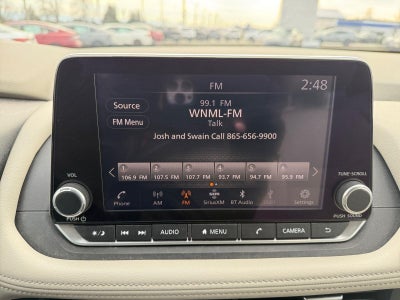 FM
2:48
Source
99.1 FM
WNML-FM
FM Menu
Talk
Josh and Swain Call 865-656-9900
VOL
TUNE•SCROLL
106.9 FM 107.5 FM 107.7 FM 93.7 FM 94.7 FM 95.9 FM
Phone AM FM SiriusXM BT Audio Settings
PUSH
PUSH SOUND
AUDIO MENU CAMERA